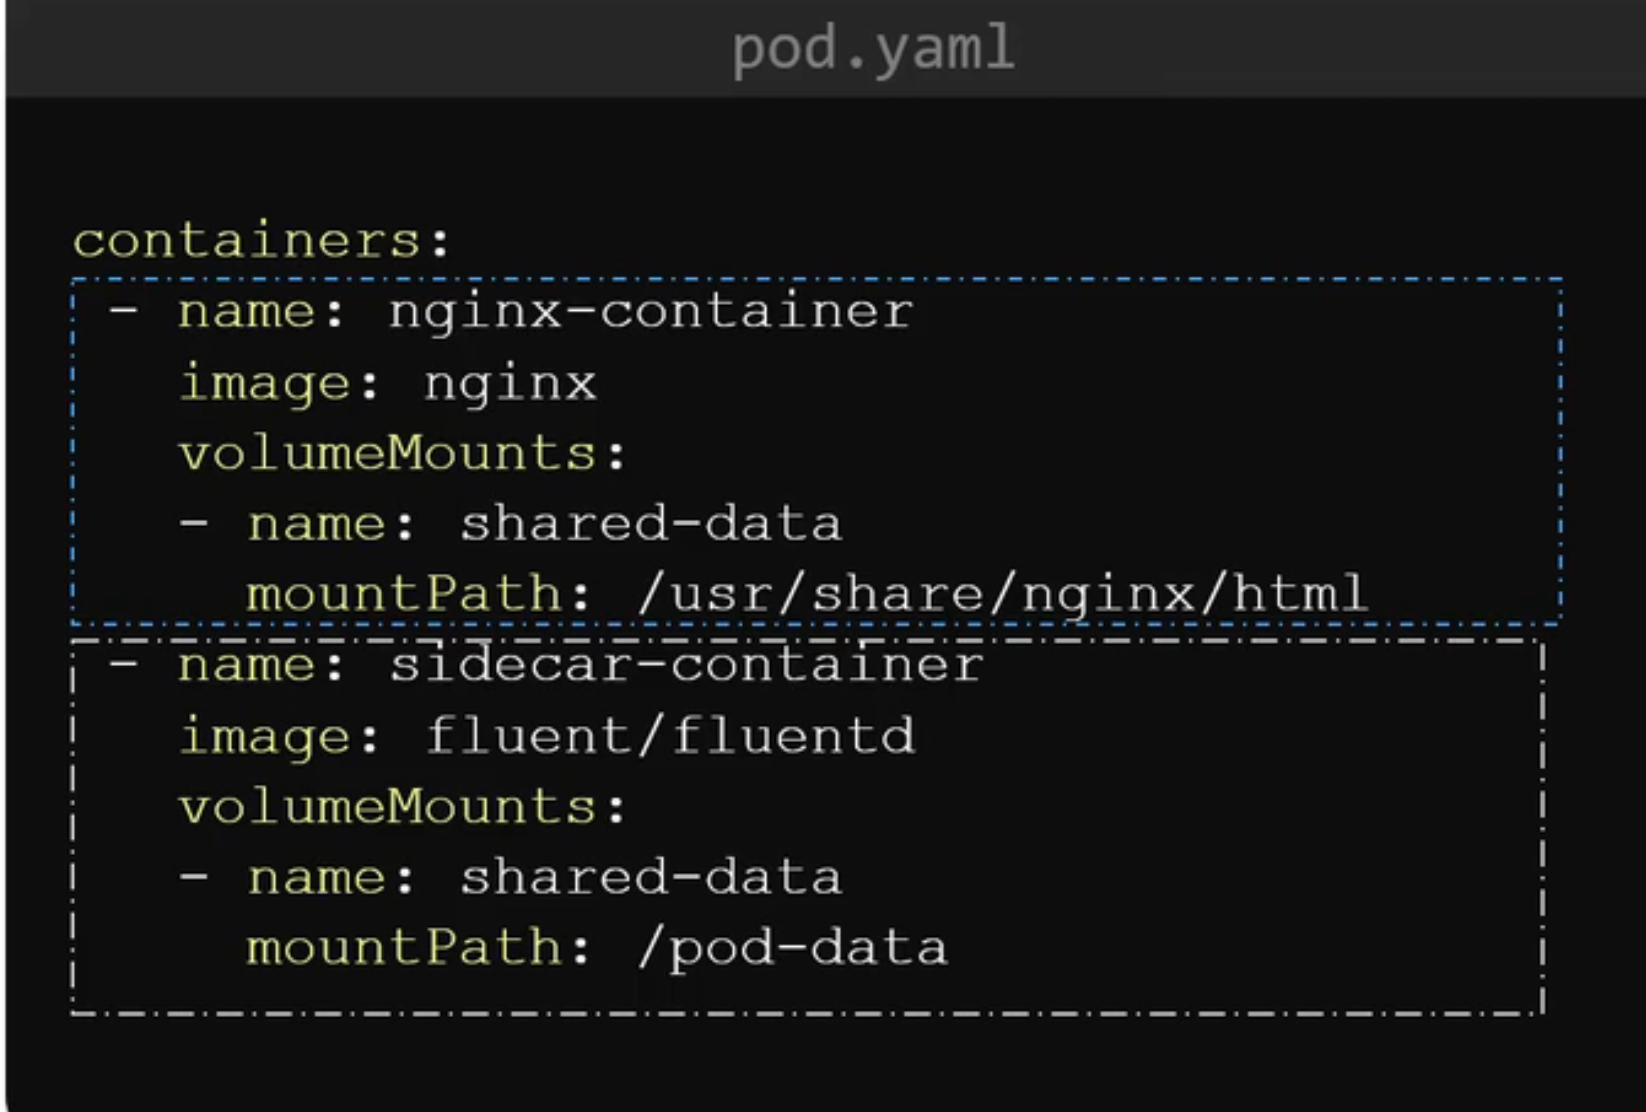 pod.yaml
containers:
 - name: nginx-container
   image: nginx
   volumeMounts:
   - name: shared-data
     mountPath: /usr/share/nginx/html
 - name: sidecar-container
   image: fluent/fluentd
   volumeMounts:
   - name: shared-data
     mountPath: /pod-data